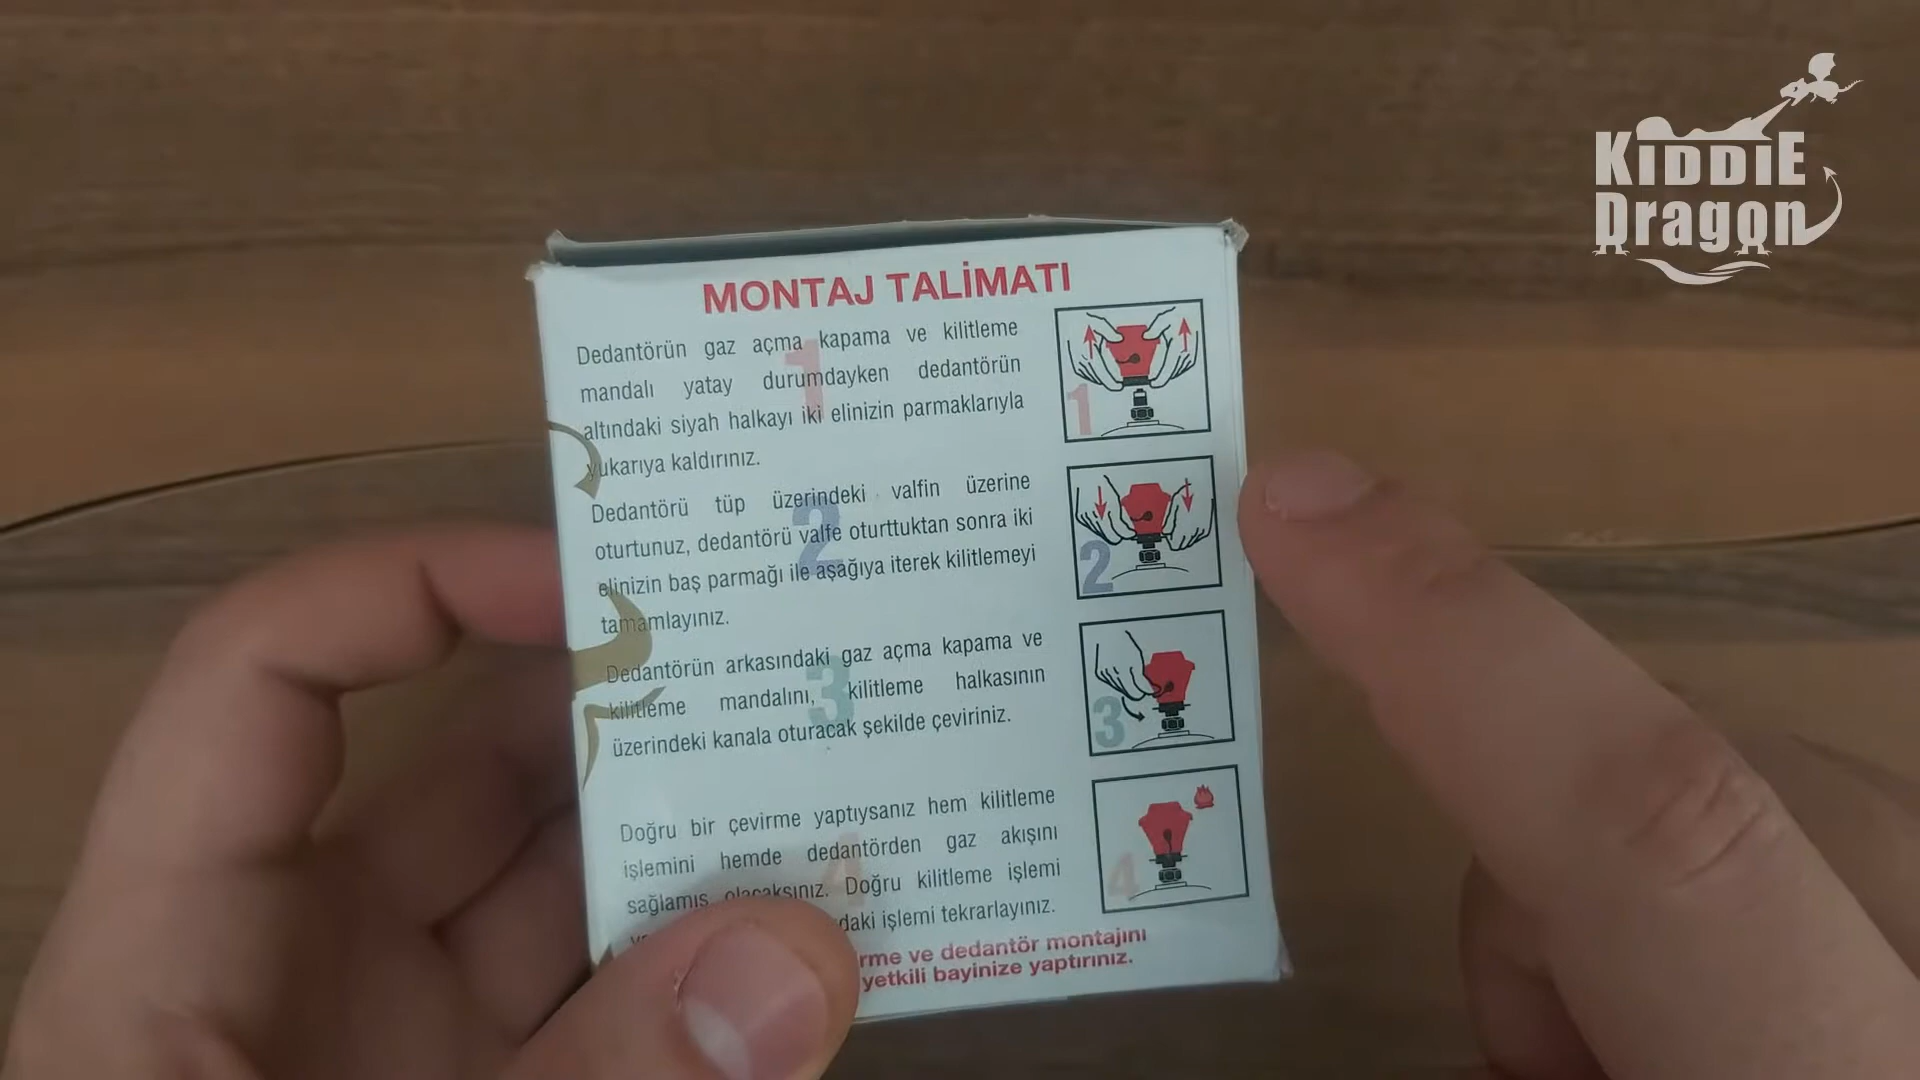 KiDDiE
Dragon
MONTAJ TALİMATI
Dedantörün gaz açma kapama ve kilitleme
mandalı yatay durumdayken dedantörün
altındaki siyah halkayı iki elinizin parmaklarıyla
yukarıya kaldırınız.
1
1
Dedantörü tüp üzerindeki valfin üzerine
oturtunuz, dedantörü valfe oturttuktan sonra iki
elinizin baş parmağı ile aşağıya iterek kilitlemeyi
tamamlayınız.
2
2
Dedantörün arkasındaki gaz açma kapama ve
kilitleme mandalını, kilitleme halkasının
üzerindeki kanala oturacak şekilde çeviriniz.
3
3
Doğru bir çevirme yaptıysanız hem kilitleme
işlemini hemde dedantörden gaz akışını
sağlamış olacaksınız. Doğru kilitleme işlemi
daki işlemi tekrarlayınız.
4
4
rme ve dedantör montajını
yetkili bayinize yaptırınız.